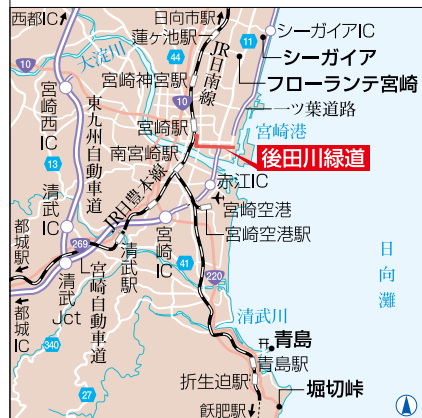 西都IC
日向市駅
蓮ヶ池駅
シーガイアIC
シーガイア
フローランテ宮崎
一ツ葉道路
大淀川
10
44
11
JR日南線
宮崎神宮駅
10
宮崎西IC
東九州自動車道
宮崎駅
宮崎港
南宮崎駅
後田川緑道
13
清武IC
JR日豊本線
赤江IC
宮崎空港
宮崎空港駅
都城駅
269
清武駅
宮崎IC
41
220
日向灘
都城IC
清武Jct
宮崎自動車道
清武川
340
青島
青島駅
27
折生迫駅
堀切峠
飫肥駅